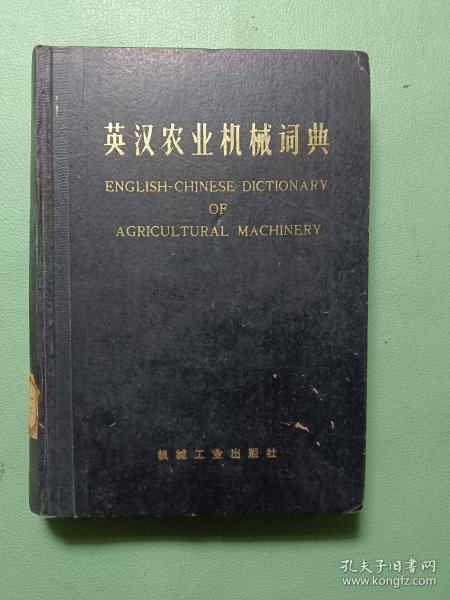 英汉农业机械词典
ENGLISH-CHINESE DICTIONARY
OF
AGRICULTURAL MACHINERY
机械工业出版社
孔夫子旧书网
www.kongfz.com